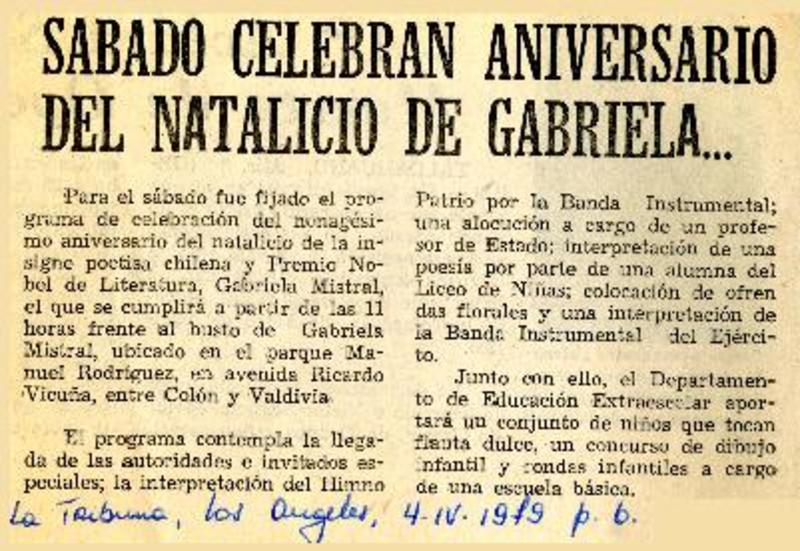 SABADO CELEBRAN ANIVERSARIO
DEL NATALICIO DE GABRIELA...
Para el sábado fue fijado el pro-
grama de celebración del nonagési-
mo aniversario del natalicio de la in-
signe poetisa chilena y Premio No-
bel de Literatura, Gabriela Mistral,
el que se cumplirá a partir de las 11
horas frente al busto de Gabriela
Mistral, ubicado en el parque Ma-
nuel Rodríguez, en avenida Ricardo
Vicuña, entre Colón y Valdivia.
El programa contempla la llega-
da de las autoridades e invitados es-
peciales; la interpretación del Himno
Patrio por la Banda Instrumental;
una alocución a cargo de un profe-
sor de Estado; interpretación de una
poesía por parte de una alumna del
Liceo de Niñas; colocación de ofren
das florales y una interpretación de
la Banda Instrumental del Ejérci-
to.
Junto con ello, el Departamen-
to de Educación Extraescolar apor-
tará un conjunto de niños que tocan
flauta dulce, un concurso de dibujo
infantil y rondas infantiles a cargo
de una escuela básica.
La Tribuna, Los Angeles, 4-IV-1979 p. 6.